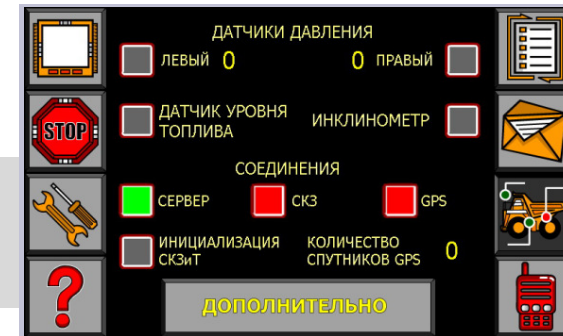 ДАТЧИКИ ДАВЛЕНИЯ
ЛЕВЫЙ 0 0 ПРАВЫЙ
STOP
ДАТЧИК УРОВНЯ
ТОПЛИВА
ИНКЛИНОМЕТР
СОЕДИНЕНИЯ
СЕРВЕР СКЗ GPS
ИНИЦИАЛИЗАЦИЯ
СКЗиТ
КОЛИЧЕСТВО
СПУТНИКОВ GPS
0
?
ДОПОЛНИТЕЛЬНО